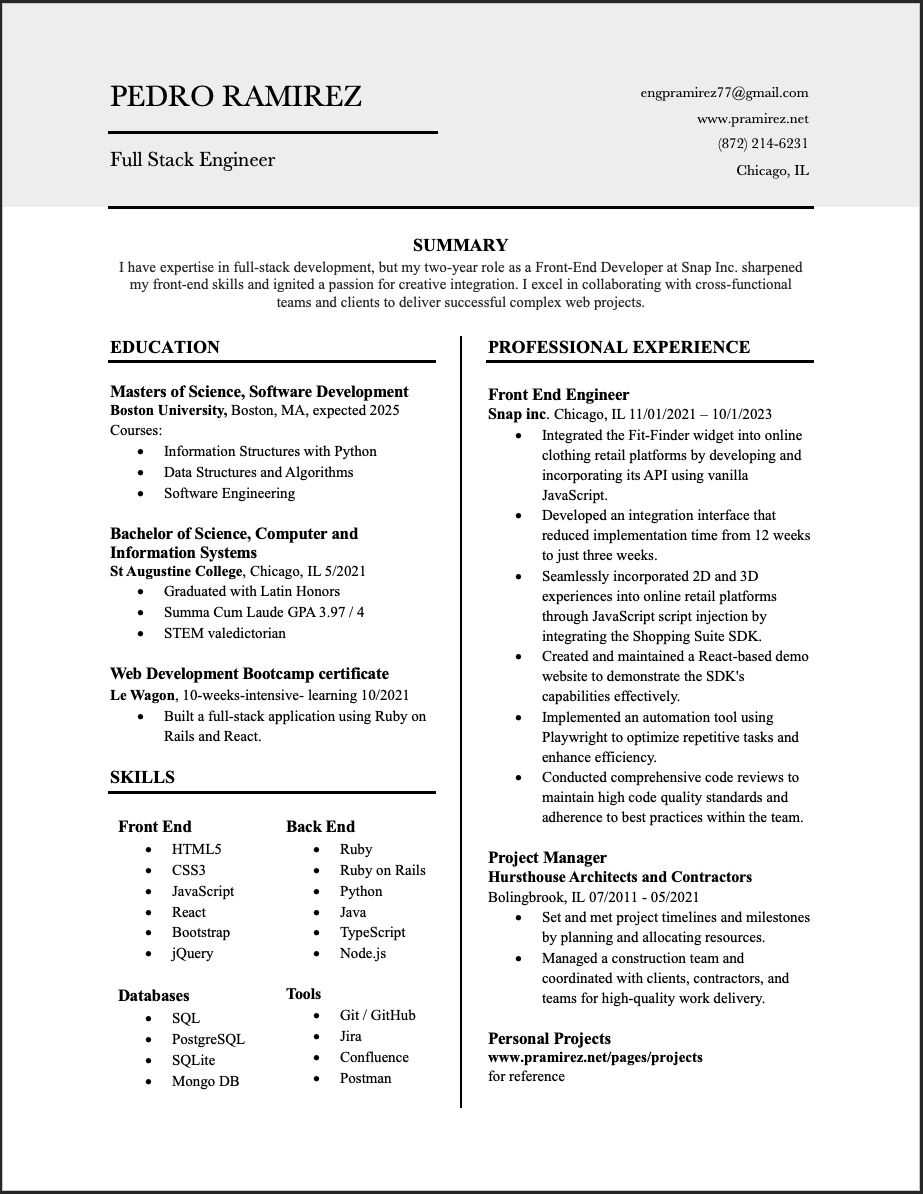 PEDRO RAMIREZ
Full Stack Engineer
engpramirez77@gmail.com
www.pramirez.net
(872) 214-6231
Chicago, IL
SUMMARY
I have expertise in full-stack development, but my two-year role as a Front-End Developer at Snap Inc. sharpened
my front-end skills and ignited a passion for creative integration. I excel in collaborating with cross-functional
teams and clients to deliver successful complex web projects.
EDUCATION
Masters of Science, Software Development
Boston University, Boston, MA, expected 2025
Courses:
• Information Structures with Python
• Data Structures and Algorithms
• Software Engineering
Bachelor of Science, Computer and
Information Systems
St Augustine College, Chicago, IL 5/2021
• Graduated with Latin Honors
• Summa Cum Laude GPA 3.97 / 4
• STEM valedictorian
Web Development Bootcamp certificate
Le Wagon, 10-weeks-intensive- learning 10/2021
• Built a full-stack application using Ruby on
Rails and React.
SKILLS
Front End
• HTML5
• CSS3
• JavaScript
• React
• Bootstrap
• jQuery
Back End
• Ruby
• Ruby on Rails
• Python
• Java
• TypeScript
• Node.js
Databases
• SQL
• PostgreSQL
• SQLite
• Mongo DB
Tools
• Git / GitHub
• Jira
• Confluence
• Postman
PROFESSIONAL EXPERIENCE
Front End Engineer
Snap inc. Chicago, IL 11/01/2021 – 10/1/2023
• Integrated the Fit-Finder widget into online
clothing retail platforms by developing and
incorporating its API using vanilla
JavaScript.
• Developed an integration interface that
reduced implementation time from 12 weeks
to just three weeks.
• Seamlessly incorporated 2D and 3D
experiences into online retail platforms
through JavaScript script injection by
integrating the Shopping Suite SDK.
• Created and maintained a React-based demo
website to demonstrate the SDK's
capabilities effectively.
• Implemented an automation tool using
Playwright to optimize repetitive tasks and
enhance efficiency.
• Conducted comprehensive code reviews to
maintain high code quality standards and
adherence to best practices within the team.
Project Manager
Hursthouse Architects and Contractors
Bolingbrook, IL 07/2011 - 05/2021
• Set and met project timelines and milestones
by planning and allocating resources.
• Managed a construction team and
coordinated with clients, contractors, and
teams for high-quality work delivery.
Personal Projects
www.pramirez.net/pages/projects
for reference